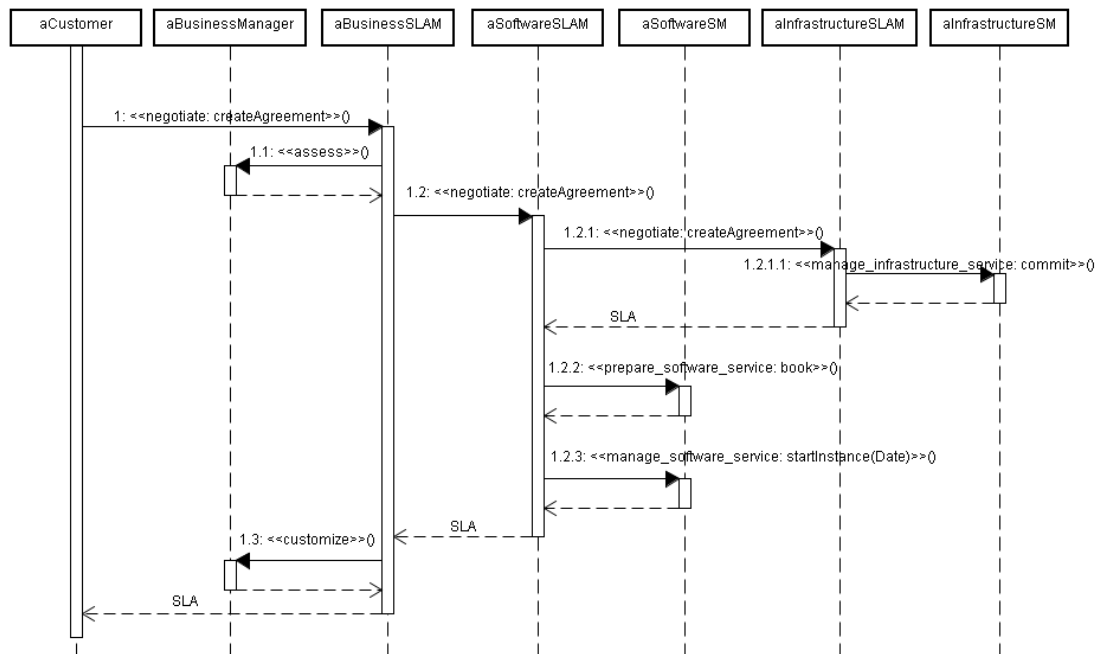 aCustomer
aBusinessManager
aBusinessSLAM
aSoftwareSLAM
aSoftwareSM
aInfrastructureSLAM
aInfrastructureSM
1: <<negotiate: createAgreement>>()
1.1: <<assess>>()
1.2: <<negotiate: createAgreement>>()
1.2.1: <<negotiate: createAgreement>>()
1.2.1.1: <<manage_infrastructure_service: commit>>()
SLA
1.2.2: <<prepare_software_service: book>>()
1.2.3: <<manage_software_service: startInstance(Date)>>()
SLA
1.3: <<customize>>()
SLA